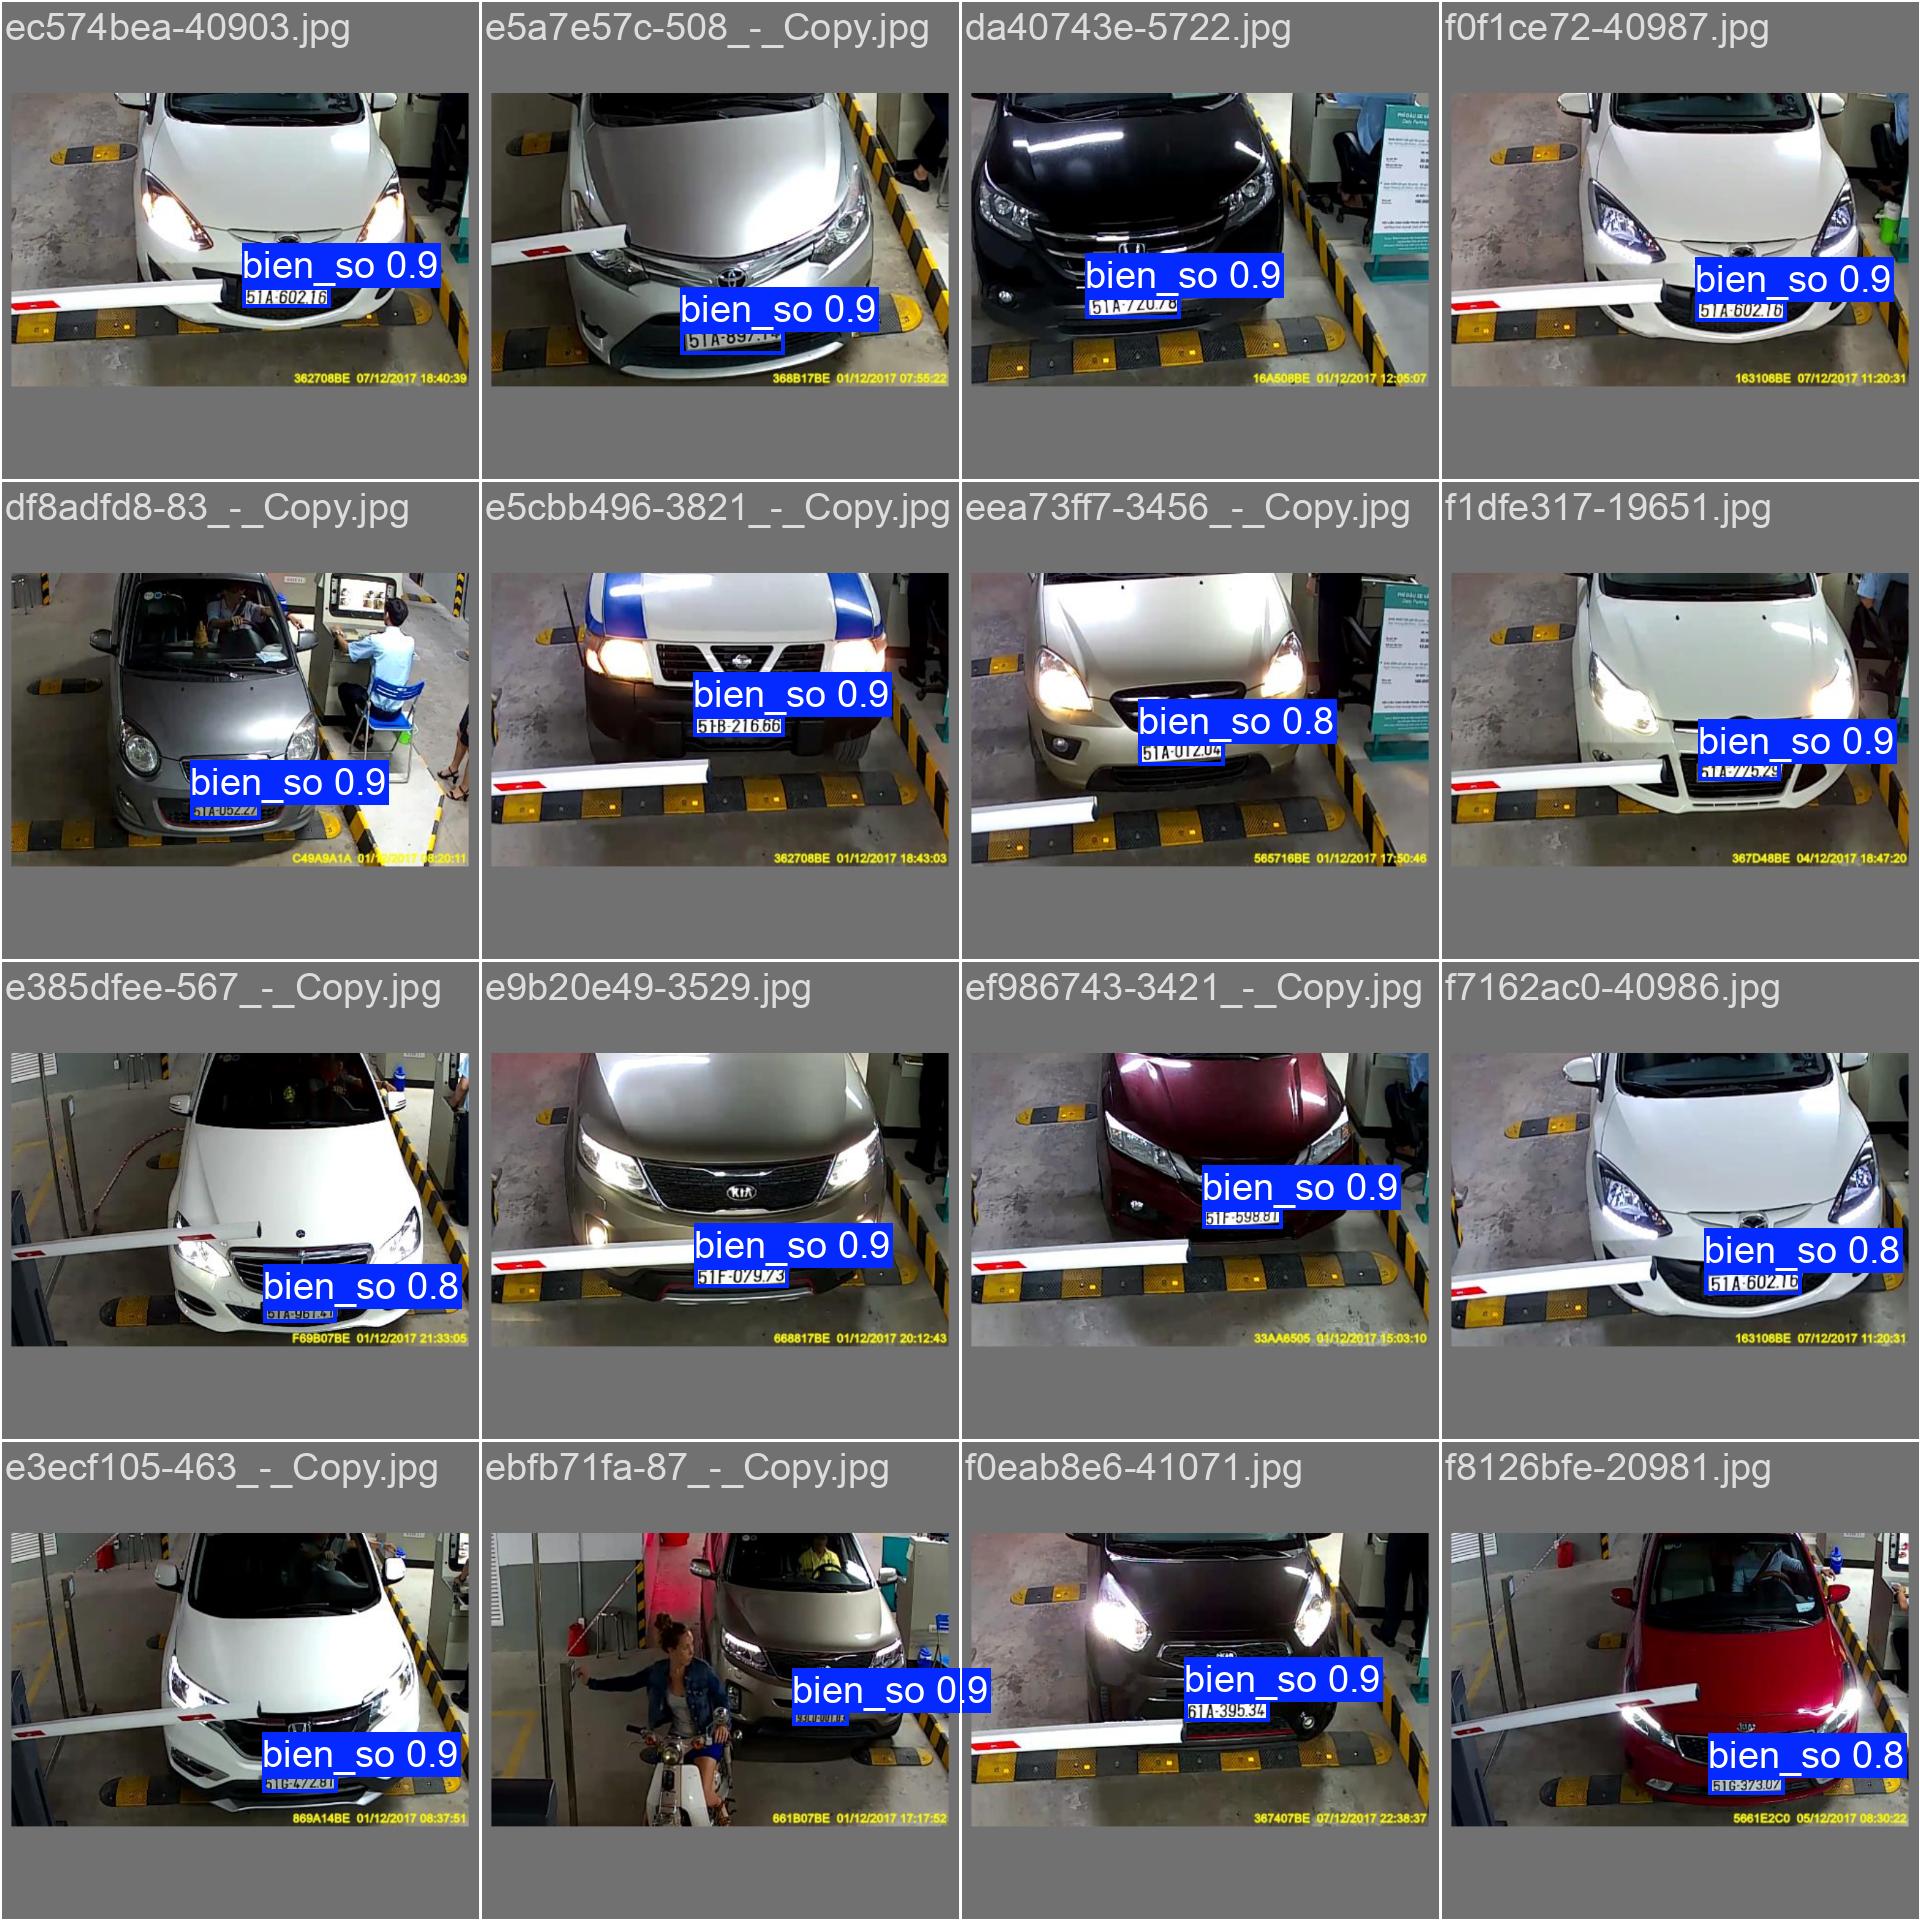 ec574bea-40903.jpg
bien_so 0.9
51A-602.16
362708BE 07/12/2017 18:40:39
e5a7e57c-508_-_Copy.jpg
bien_so 0.9
368B17BE 01/12/2017 07:55:22
da40743e-5722.jpg
PHÍ ĐẬU XE
bien_so 0.9
51A-720.78
16A508BE 01/12/2017 12:05:07
f0f1ce72-40987.jpg
bien_so 0.9
51A-602.16
163108BE 07/12/2017 11:20:31
df8adfd8-83_-_Copy.jpg
bien_so 0.9
51A-052.27
C49A9A1A 01/12/2017 08:20:11
e5cbb496-3821_-_Copy.jpg
bien_so 0.9
51B-216.66
362708BE 01/12/2017 18:43:03
eea73ff7-3456_-_Copy.jpg
PHÍ ĐẬU XE
bien_so 0.8
51A-012.04
565716BE 01/12/2017 17:50:46
f1dfe317-19651.jpg
bien_so 0.9
51A-775.29
367D48BE 04/12/2017 18:47:20
e385dfee-567_-_Copy.jpg
bien_so 0.8
51A-961.41
F69B07BE 01/12/2017 21:33:05
e9b20e49-3529.jpg
KIA
bien_so 0.9
51F-079.73
668817BE 01/12/2017 20:12:43
ef986743-3421_-_Copy.jpg
bien_so 0.9
51F-598.81
33AA6505 01/12/2017 15:03:10
f7162ac0-40986.jpg
bien_so 0.8
51A-602.16
163108BE 07/12/2017 11:20:31
e3ecf105-463_-_Copy.jpg
bien_so 0.9
51G-472.81
869A14BE 01/12/2017 08:37:51
ebfb71fa-87_-_Copy.jpg
bien_so 0.9
661B07BE 01/12/2017 17:17:52
f0eab8e6-41071.jpg
bien_so 0.9
61A-395.34
367407BE 07/12/2017 22:38:37
f8126bfe-20981.jpg
KIA
bien_so 0.8
51G-373.07
5661E2C0 05/12/2017 08:30:22